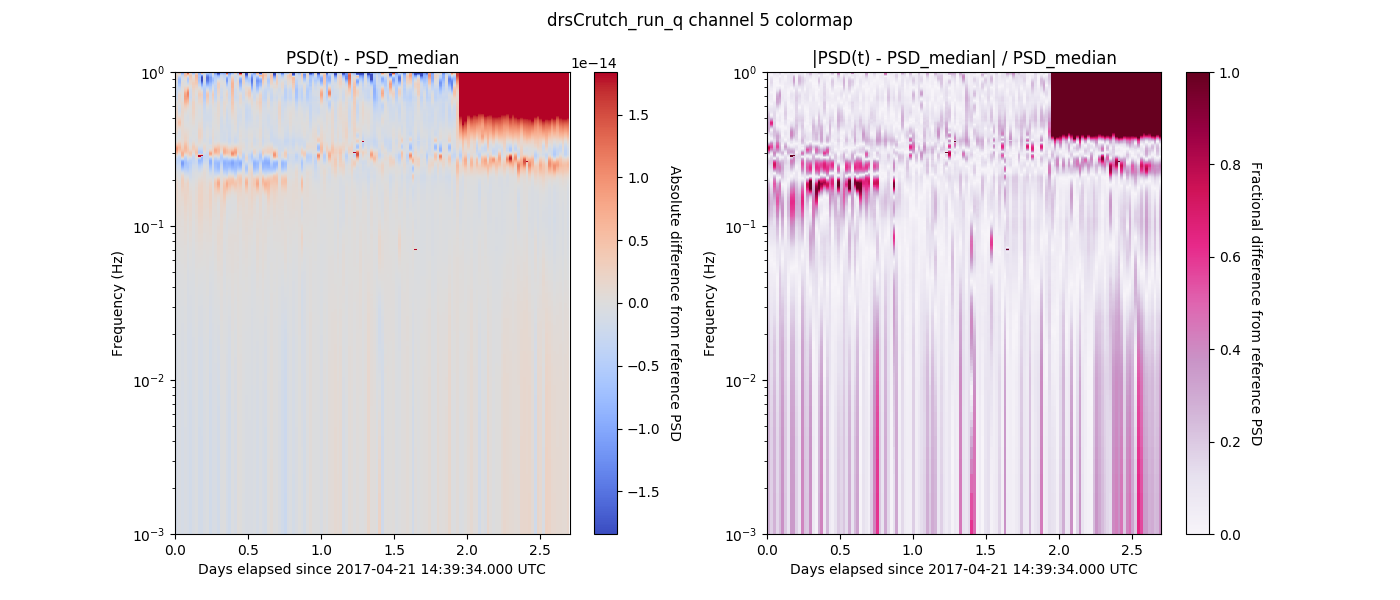 drsCrutch_run_q channel 5 colormap
PSD(t) - PSD_median
1e−14
10⁰
10⁻¹
10⁻²
10⁻³
Frequency (Hz)
0.0 0.5 1.0 1.5 2.0 2.5
Days elapsed since 2017-04-21 14:39:34.000 UTC
1.5
1.0
0.5
0.0
−0.5
−1.0
−1.5
Absolute difference from reference PSD
|PSD(t) - PSD_median| / PSD_median
10⁰
10⁻¹
10⁻²
10⁻³
Frequency (Hz)
0.0 0.5 1.0 1.5 2.0 2.5
Days elapsed since 2017-04-21 14:39:34.000 UTC
1.0
0.8
0.6
0.4
0.2
0.0
Fractional difference from reference PSD